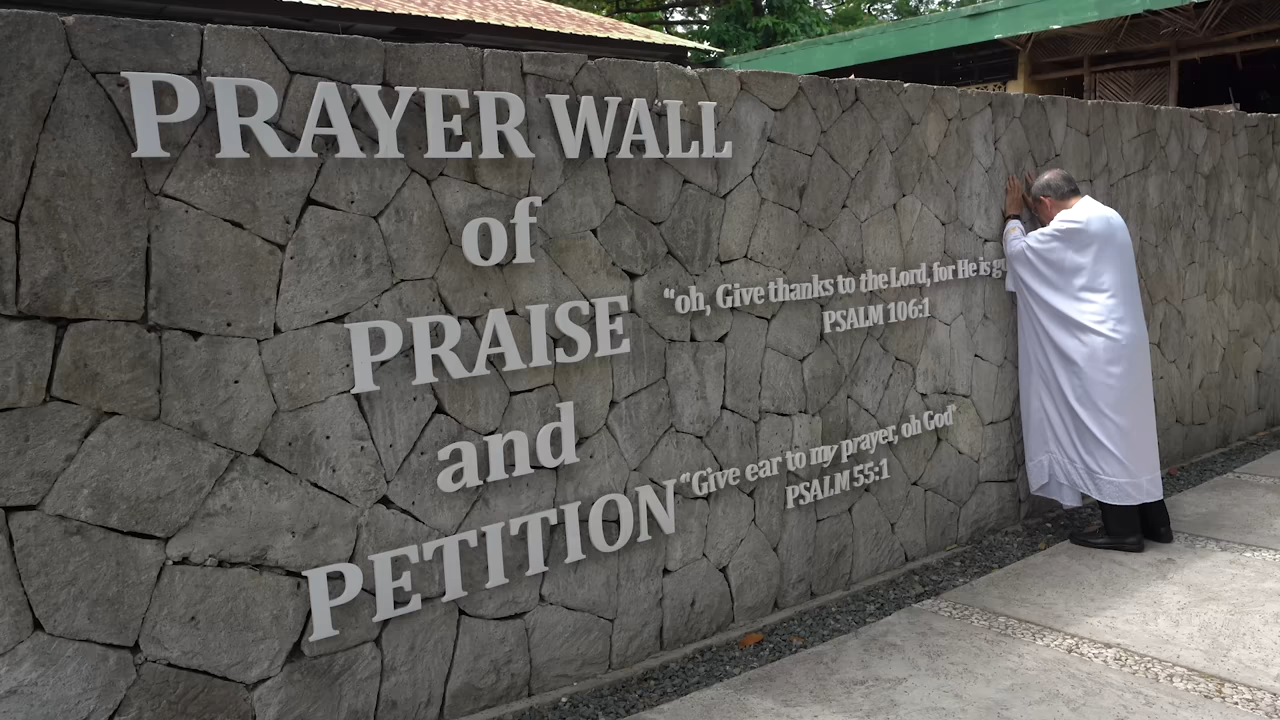 PRAYER WALL
of
PRAISE
and
PETITION
"oh, Give thanks to the Lord, for He is
PSALM 106:1
"Give ear to my prayer, oh God"
PSALM 55:1